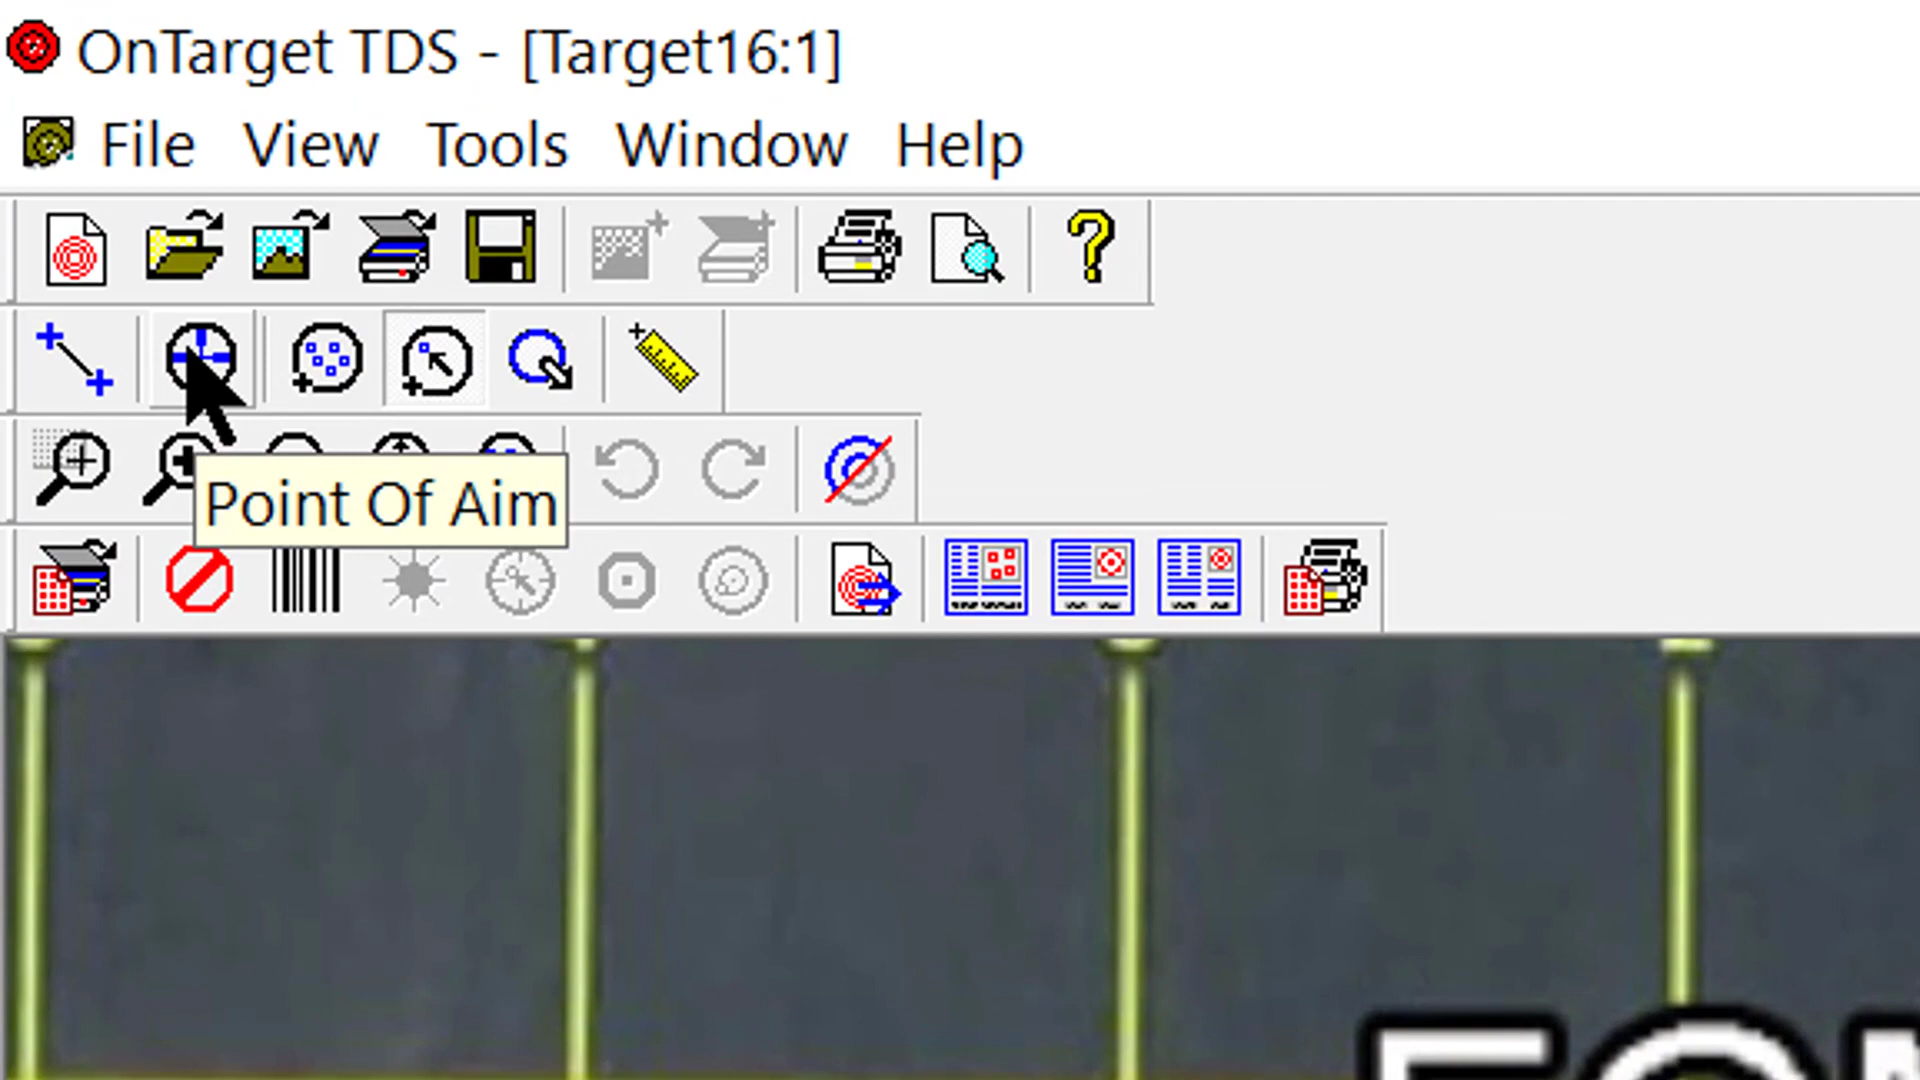 OnTarget TDS - [Target16:1]
File View Tools Window Help
Point Of Aim